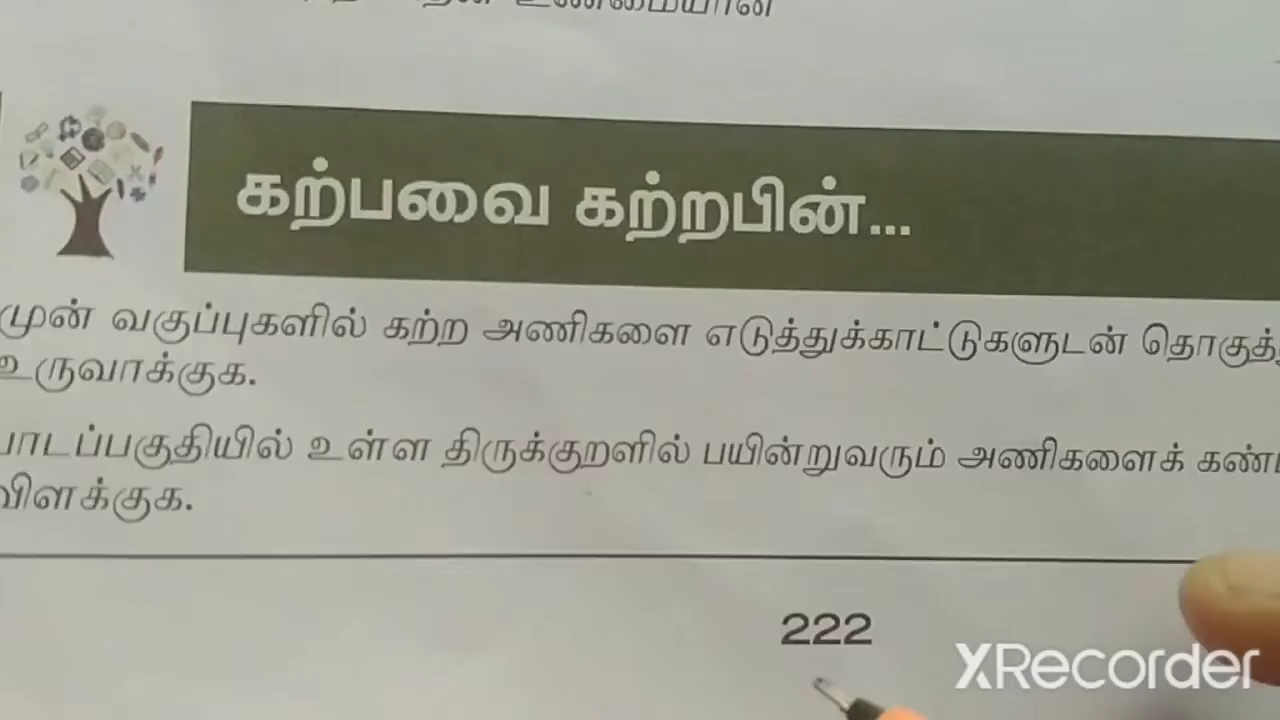 உண்மையான
கற்பவை கற்றபின்...
முன் வகுப்புகளில் கற்ற அணிகளை எடுத்துக்காட்டுகளுடன்
உருவாக்குக.
பாடப்பகுதியில் உள்ள திருக்குறளில் பயின்றுவரும் அணிகளைக்
விளக்குக.
222
XRecorder